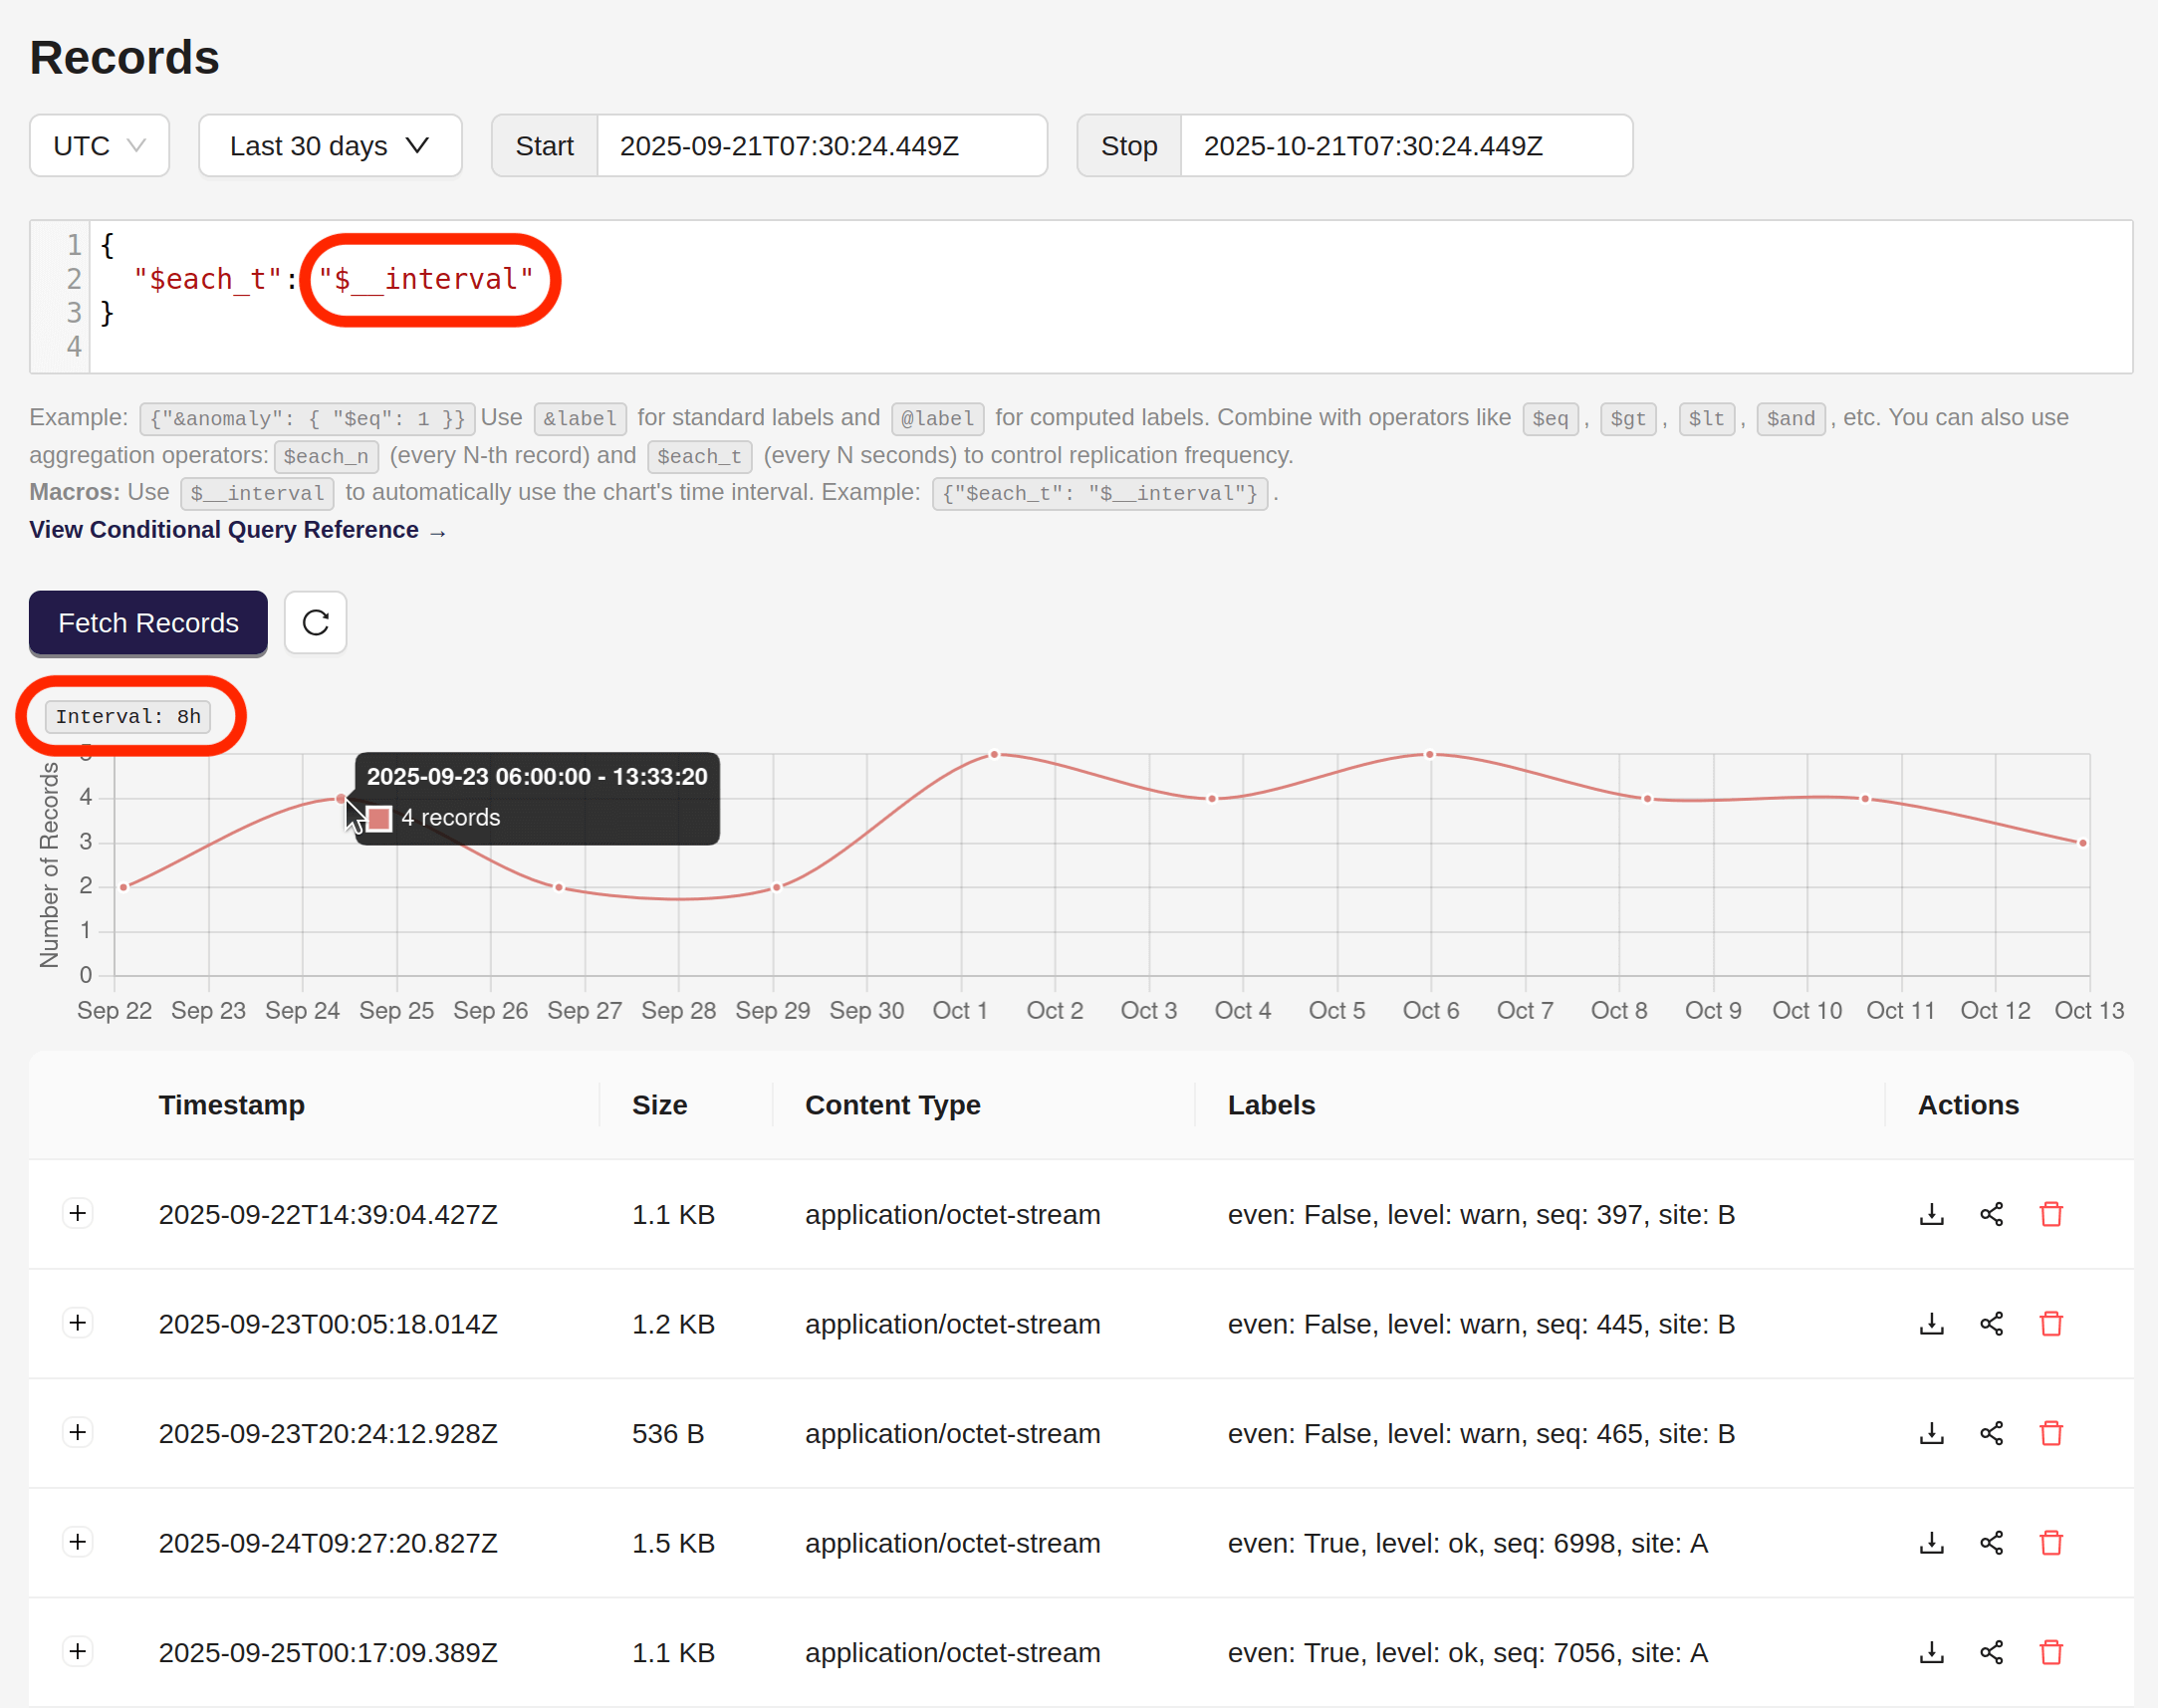 Records
UTC Last 30 days Start 2025-09-21T07:30:24.449Z Stop 2025-10-21T07:30:24.449Z
1 {
2 "$each_t": "$__interval"
3 }
4
Example: {"&anomaly": { "$eq": 1 }} Use &label for standard labels and @label for computed labels. Combine with operators like $eq, $gt, $lt, $and, etc. You can also use
aggregation operators: $each_n (every N-th record) and $each_t (every N seconds) to control replication frequency.
Macros: Use $__interval to automatically use the chart's time interval. Example: {"$each_t": "$__interval"}.
View Conditional Query Reference →
Fetch Records
Interval: 8h
Number of Records
2025-09-23 06:00:00 - 13:33:20
4 records
4
3
2
1
0
Sep 22 Sep 23 Sep 24 Sep 25 Sep 26 Sep 27 Sep 28 Sep 29 Sep 30 Oct 1 Oct 2 Oct 3 Oct 4 Oct 5 Oct 6 Oct 7 Oct 8 Oct 9 Oct 10 Oct 11 Oct 12 Oct 13
Timestamp Size Content Type Labels Actions
2025-09-22T14:39:04.427Z 1.1 KB application/octet-stream even: False, level: warn, seq: 397, site: B
2025-09-23T00:05:18.014Z 1.2 KB application/octet-stream even: False, level: warn, seq: 445, site: B
2025-09-23T20:24:12.928Z 536 B application/octet-stream even: False, level: warn, seq: 465, site: B
2025-09-24T09:27:20.827Z 1.5 KB application/octet-stream even: True, level: ok, seq: 6998, site: A
2025-09-25T00:17:09.389Z 1.1 KB application/octet-stream even: True, level: ok, seq: 7056, site: A